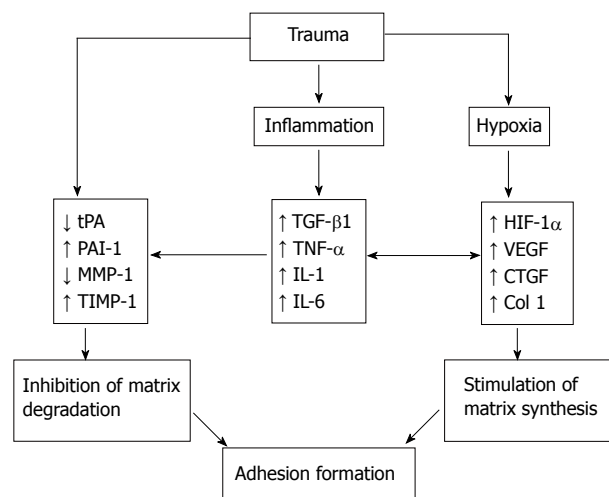 Trauma
Inflammation
Hypoxia
↓ tPA
↑ PAI-1
↓ MMP-1
↑ TIMP-1
↑ TGF-β1
↑ TNF-α
↑ IL-1
↑ IL-6
↑ HIF-1α
↑ VEGF
↑ CTGF
↑ Col 1
Inhibition of matrix
degradation
Stimulation of
matrix synthesis
Adhesion formation